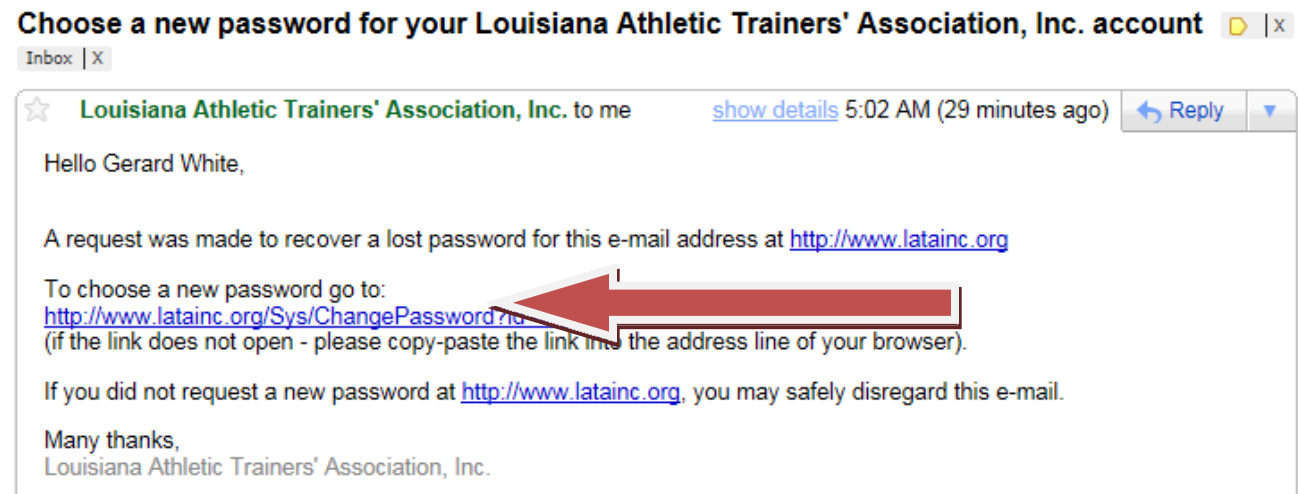 Choose a new password for your Louisiana Athletic Trainers' Association, Inc. account | X
Inbox | X
Louisiana Athletic Trainers' Association, Inc. to me show details 5:02 AM (29 minutes ago) Reply
Hello Gerard White,
A request was made to recover a lost password for this e-mail address at http://www.latainc.org
To choose a new password go to:
http://www.latainc.org/Sys/ChangePassword?id
(if the link does not open - please copy-paste the link into the address line of your browser).
If you did not request a new password at http://www.latainc.org, you may safely disregard this e-mail.
Many thanks,
Louisiana Athletic Trainers' Association, Inc.